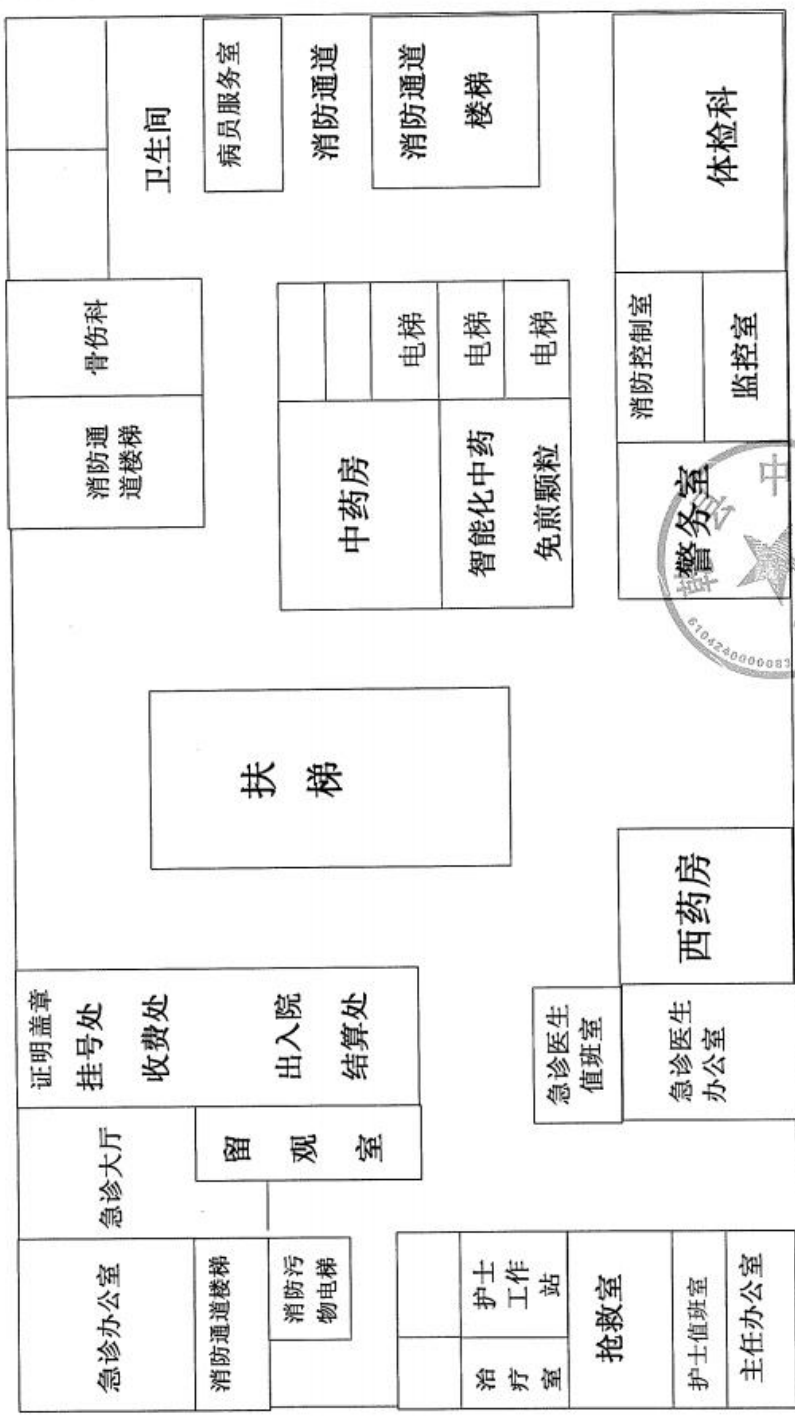 急诊办公室
急诊大厅
证明盖章
挂号处
收费处
出入院
结算处
消防通道楼梯
留
观
室
消防污
物电梯
治
疗
室
护士
工作
站
抢救室
护士值班室
主任办公室
急诊医生
值班室
急诊医生
办公室
西药房
扶
梯
消防通
道楼梯
骨伤科
卫生间
病员服务室
消防通道
消防通道
楼梯
中药房
智能化中药
免煎颗粒
电梯
电梯
电梯
警务室
消防控制室
监控室
体检科
乾县中
6104240000083